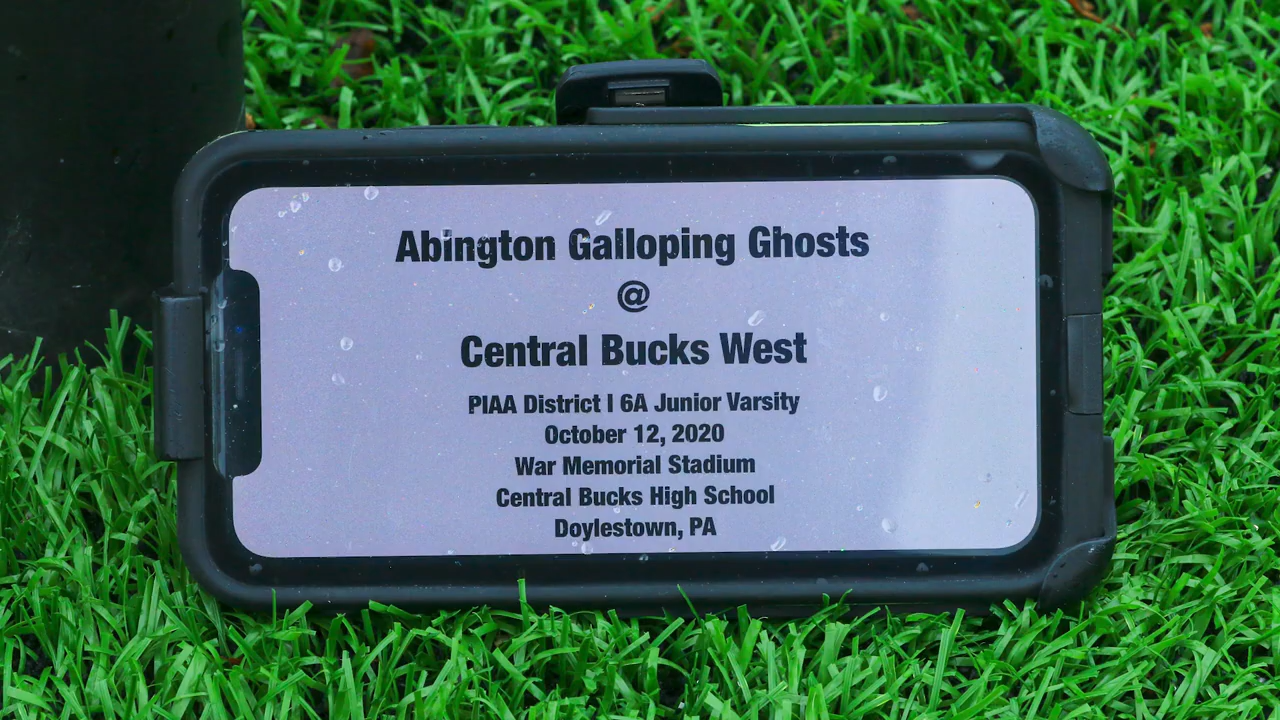 Abington Galloping Ghosts
@
Central Bucks West
PIAA District I 6A Junior Varsity
October 12, 2020
War Memorial Stadium
Central Bucks High School
Doylestown, PA